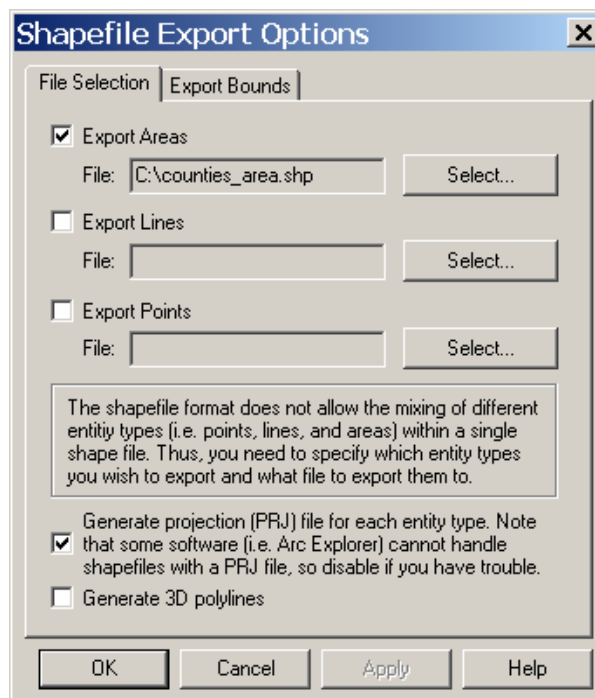 Shapefile Export Options
File Selection
Export Bounds
Export Areas
File: C:\counties_area.shp Select...
Export Lines
File: Select...
Export Points
File: Select...
The shapefile format does not allow the mixing of different
entitiy types (i.e. points, lines, and areas) within a single
shape file. Thus, you need to specify which entity types
you wish to export and what file to export them to.
Generate projection (PRJ) file for each entity type. Note
that some software (i.e. Arc Explorer) cannot handle
shapefiles with a PRJ file, so disable if you have trouble.
Generate 3D polylines
OK Cancel Apply Help